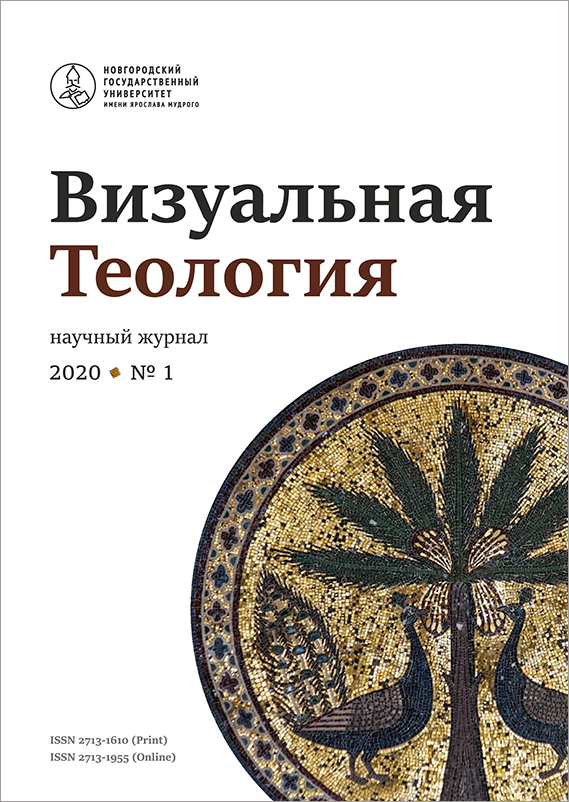 НОВГОРОДСКИЙ
ГОСУДАРСТВЕННЫЙ
УНИВЕРСИТЕТ
ИМЕНИ ЯРОСЛАВА МУДРОГО
Визуальная
Теология
научный журнал
2020 ◆ № 1
ISSN 2713-1610 (Print)
ISSN 2713-1955 (Online)